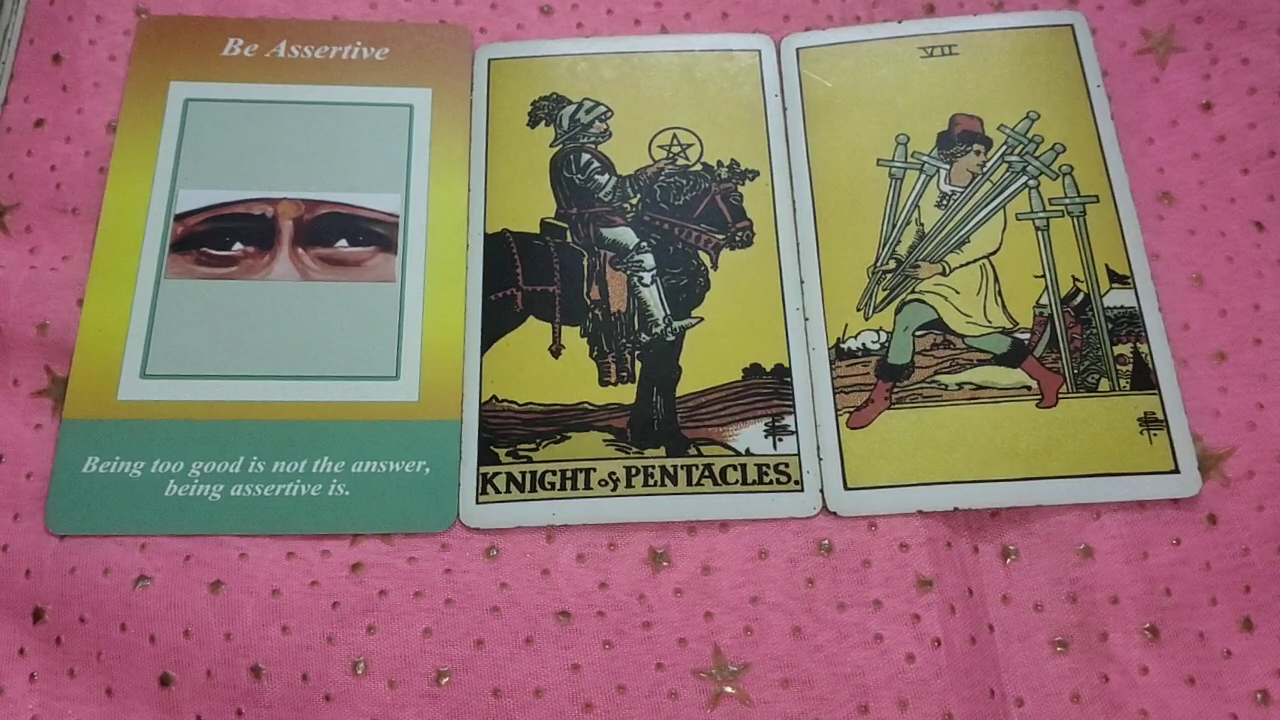 Be Assertive
Being too good is not the answer,
being assertive is.
KNIGHT of PENTACLES.
VII